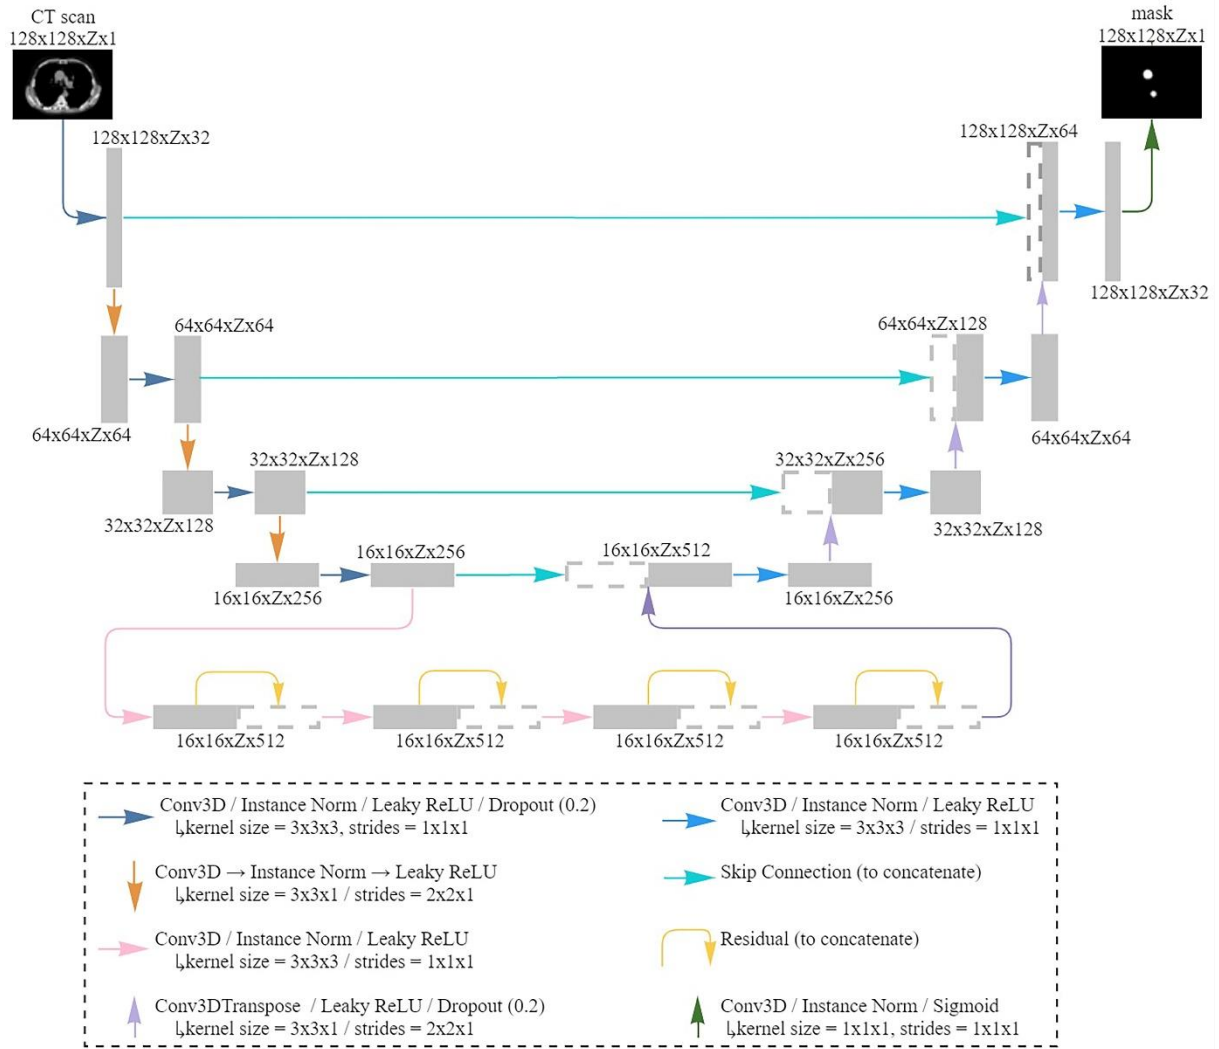 CT scan
128x128xZx1
mask
128x128xZx1
128x128xZx32
128x128xZx64
128x128xZx32
64x64xZx64
64x64xZx128
64x64xZx64
64x64xZx64
32x32xZx128
32x32xZx256
32x32xZx128
32x32xZx128
16x16xZx256
16x16xZx512
16x16xZx256
16x16xZx256
16x16xZx512
16x16xZx512
16x16xZx512
16x16xZx512
Conv3D / Instance Norm / Leaky ReLU / Dropout (0.2)
↳kernel size = 3x3x3, strides = 1x1x1
Conv3D → Instance Norm → Leaky ReLU
↳kernel size = 3x3x1 / strides = 2x2x1
Conv3D / Instance Norm / Leaky ReLU
↳kernel size = 3x3x3 / strides = 1x1x1
Conv3DTranspose / Leaky ReLU / Dropout (0.2)
↳kernel size = 3x3x1 / strides = 2x2x1
Conv3D / Instance Norm / Leaky ReLU
↳kernel size = 3x3x3 / strides = 1x1x1
Skip Connection (to concatenate)
Residual (to concatenate)
Conv3D / Instance Norm / Sigmoid
↳kernel size = 1x1x1, strides = 1x1x1